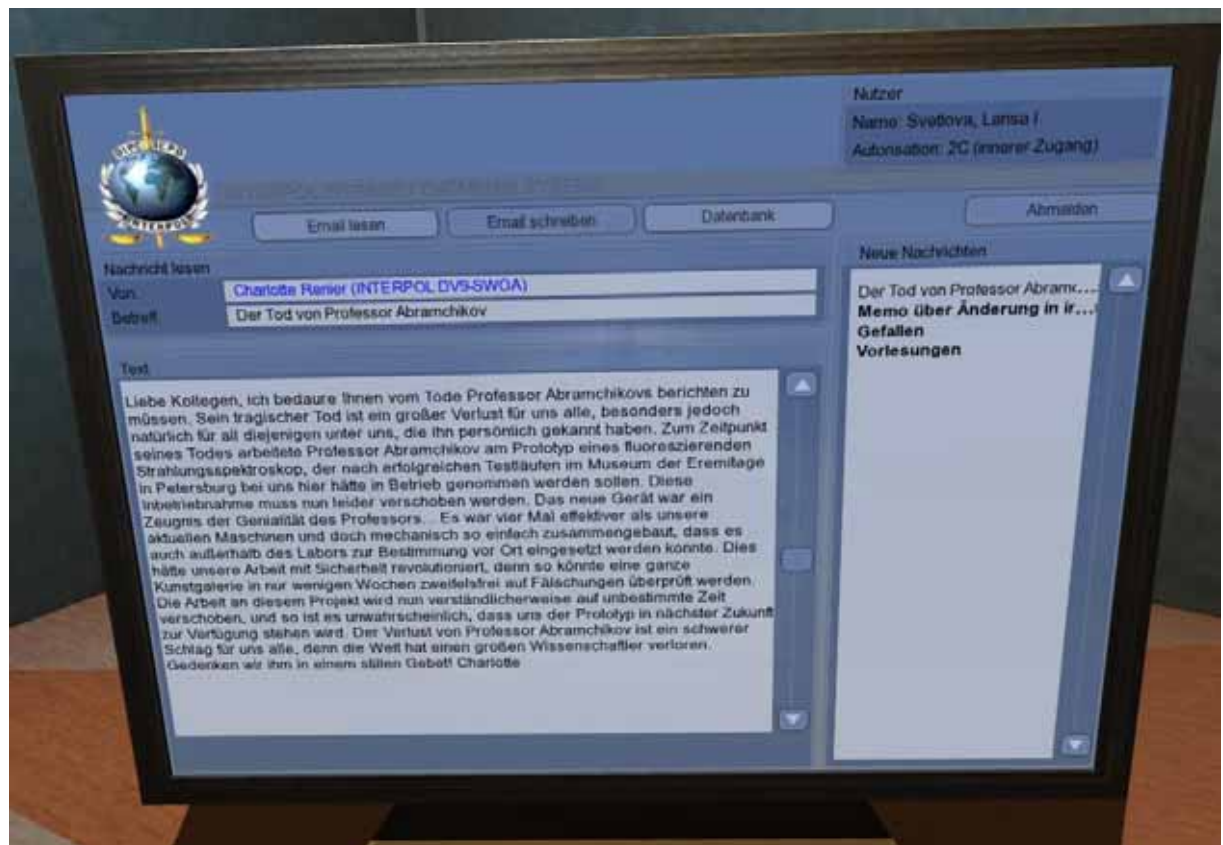 OIPC ICPO
INTERPOL
Nutzer
Name: Svetlova, Larisa I.
Autorisation: 2C (innerer Zugang)
Email lesen
Email schreiben
Datenbank
Abmelden
Nachricht lesen
Von:
Charlotte Renier (INTERPOL DV9-SWOA)
Betreff
Der Tod von Professor Abramchikov
Neue Nachrichten
Der Tod von Professor Abramc...
Memo über Änderung in ir...
Gefallen
Vorlesungen
Text
Liebe Kollegen, ich bedaure Ihnen vom Tode Professor Abramchikovs berichten zu
müssen. Sein tragischer Tod ist ein großer Verlust für uns alle, besonders jedoch
natürlich für all diejenigen unter uns, die ihn persönlich gekannt haben. Zum Zeitpunkt
seines Todes arbeitete Professor Abramchikov am Prototyp eines fluoreszierenden
Strahlungsspektroskop, der nach erfolgreichen Testläufen im Museum der Eremitage
in Petersburg bei uns hier hätte in Betrieb genommen werden sollen. Diese
Inbetriebnahme muss nun leider verschoben werden. Das neue Gerät war ein
Zeugnis der Genialität des Professors... Es war vier Mal effektiver als unsere
aktuellen Maschinen und doch mechanisch so einfach zusammengebaut, dass es
auch außerhalb des Labors zur Bestimmung vor Ort eingesetzt werden könnte. Dies
hätte unsere Arbeit mit Sicherheit revolutioniert, denn so könnte eine ganze
Kunstgalerie in nur wenigen Wochen zweifelsfrei auf Fälschungen überprüft werden.
Die Arbeit an diesem Projekt wird nun verständlicherweise auf unbestimmte Zeit
verschoben, und so ist es unwahrscheinlich, dass uns der Prototyp in nächster Zukunft
zur Verfügung stehen wird. Der Verlust von Professor Abramchikov ist ein schwerer
Schlag für uns alle, denn die Welt hat einen großen Wissenschaftler verloren.
Gedenken wir ihm in einem stillen Gebet! Charlotte